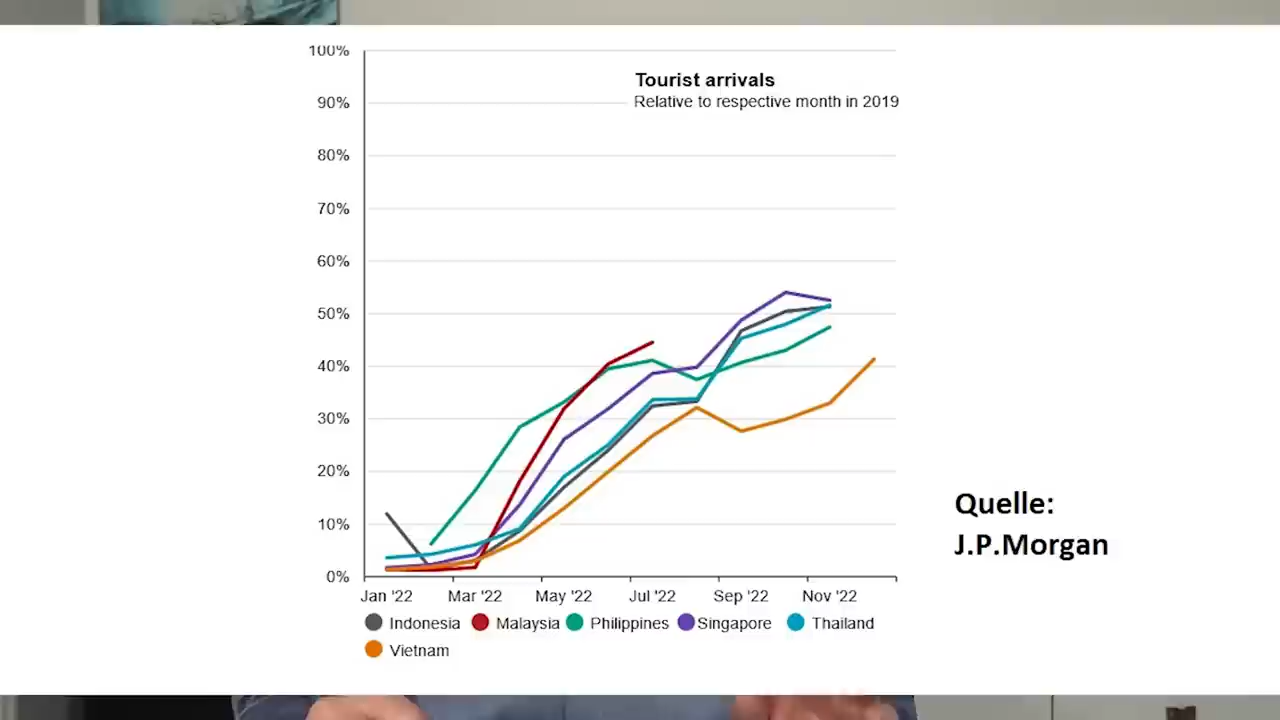 Tourist arrivals
Relative to respective month in 2019
100%
90%
80%
70%
60%
50%
40%
30%
20%
10%
0%
Jan '22 Mar '22 May '22 Jul '22 Sep '22 Nov '22
Indonesia Malaysia Philippines Singapore Thailand
Vietnam
Quelle:
J.P.Morgan